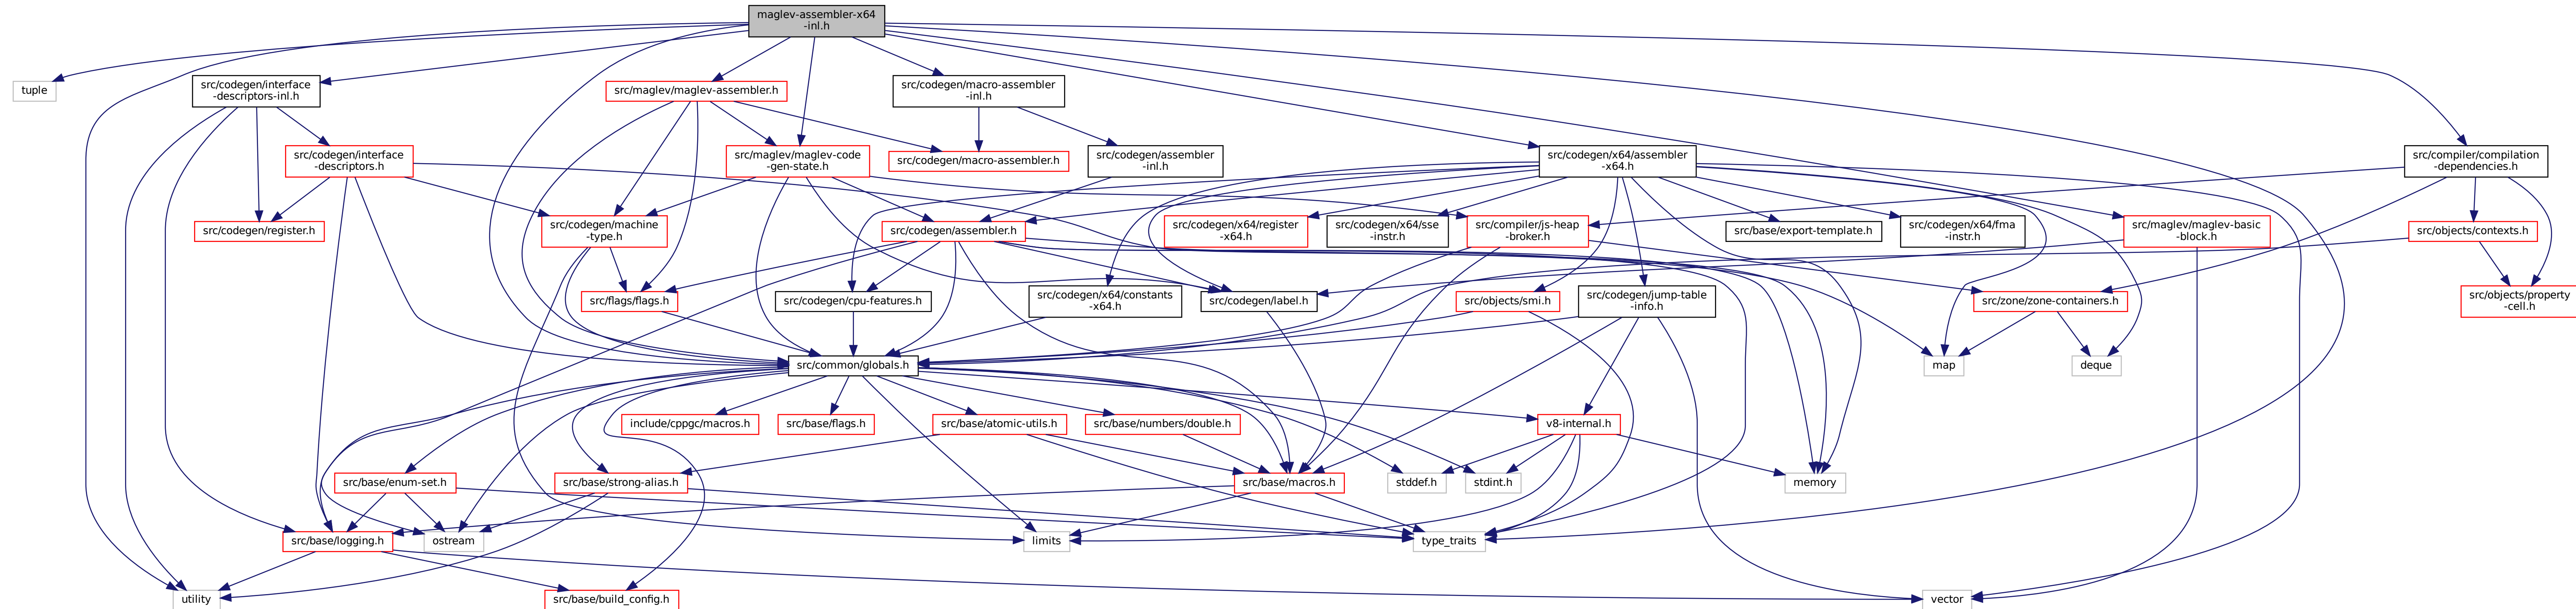 maglev-assembler-x64
-inl.h
tuple
src/codegen/interface
-descriptors-inl.h
src/maglev/maglev-assembler.h
src/codegen/macro-assembler
-inl.h
src/codegen/interface
-descriptors.h
src/maglev/maglev-code
-gen-state.h
src/codegen/macro-assembler.h
src/codegen/assembler
-inl.h
src/codegen/x64/assembler
-x64.h
src/compiler/compilation
-dependencies.h
src/codegen/register.h
src/codegen/machine
-type.h
src/codegen/assembler.h
src/codegen/x64/register
-x64.h
src/codegen/x64/sse
-instr.h
src/compiler/js-heap
-broker.h
src/base/export-template.h
src/codegen/x64/fma
-instr.h
src/maglev/maglev-basic
-block.h
src/objects/contexts.h
src/flags/flags.h
src/codegen/cpu-features.h
src/codegen/x64/constants
-x64.h
src/codegen/label.h
src/objects/smi.h
src/codegen/jump-table
-info.h
src/zone/zone-containers.h
src/objects/property
-cell.h
src/common/globals.h
map
deque
include/cppgc/macros.h
src/base/flags.h
src/base/atomic-utils.h
src/base/numbers/double.h
v8-internal.h
src/base/enum-set.h
src/base/strong-alias.h
src/base/macros.h
stddef.h
stdint.h
memory
src/base/logging.h
ostream
limits
type_traits
utility
src/base/build_config.h
vector